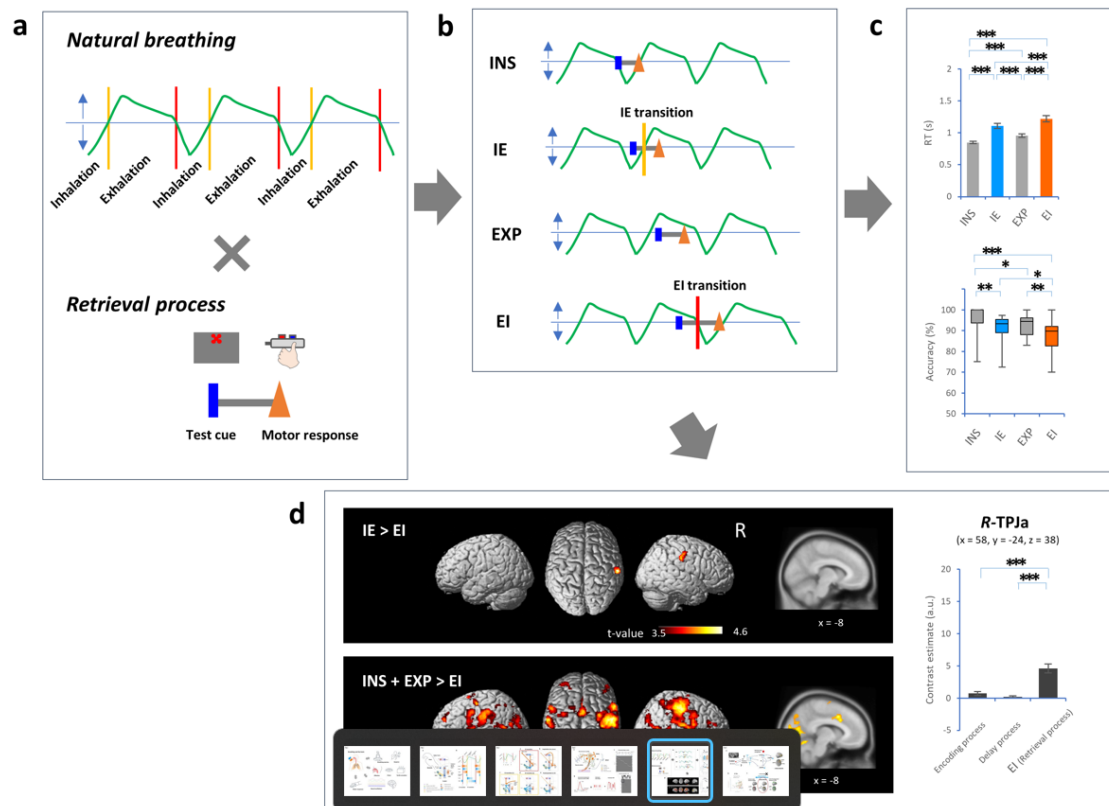 a
Natural breathing
Inhalation
Exhalation
Inhalation
Exhalation
Inhalation
Exhalation
Retrieval process
Test cue
Motor response
b
INS
IE transition
IE
EXP
EI transition
EI
c
***
***
***
*** *** ***
RT (s)
2
1.5
1
0.5
0
INS IE EXP EI
***
*
*
** **
Accuracy (%)
100
90
80
70
60
50
INS IE EXP EI
d
IE > EI
R
t-value 3.5 4.6
x = -8
INS + EXP > EI
x = -8
R-TPJa
(x = 58, y = -24, z = 38)
***
***
Contrast estimate (a.u.)
20
15
10
5
0
Encoding process
Delay process
EI (Retrieval process)